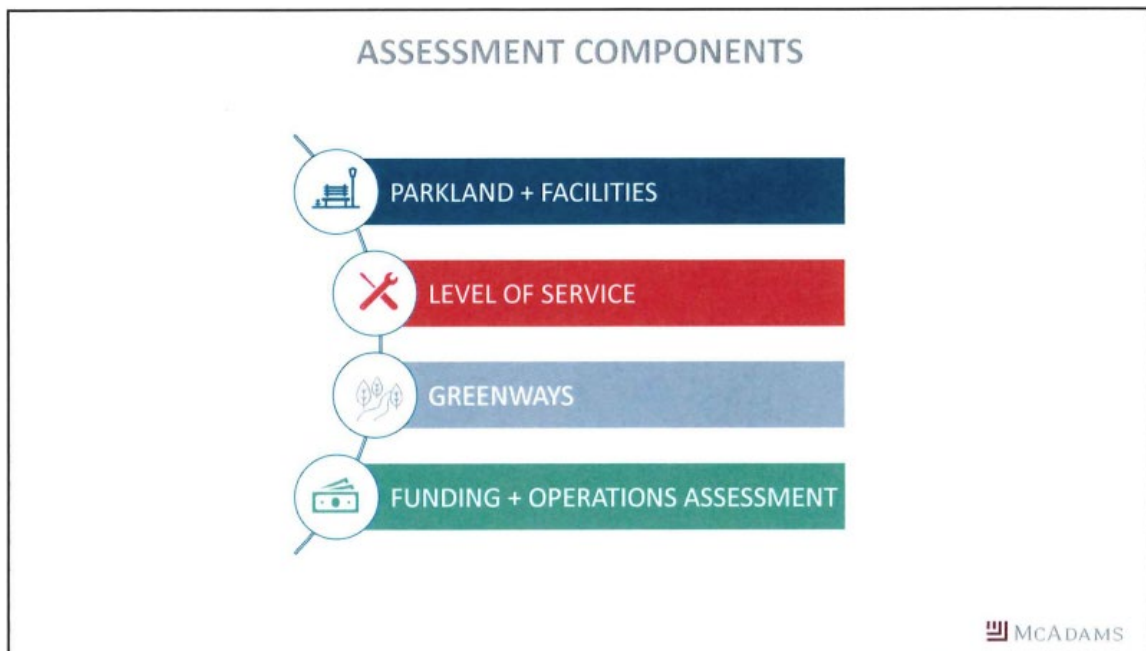 ASSESSMENT COMPONENTS
PARKLAND + FACILITIES
LEVEL OF SERVICE
GREENWAYS
FUNDING + OPERATIONS ASSESSMENT
MCADAMS